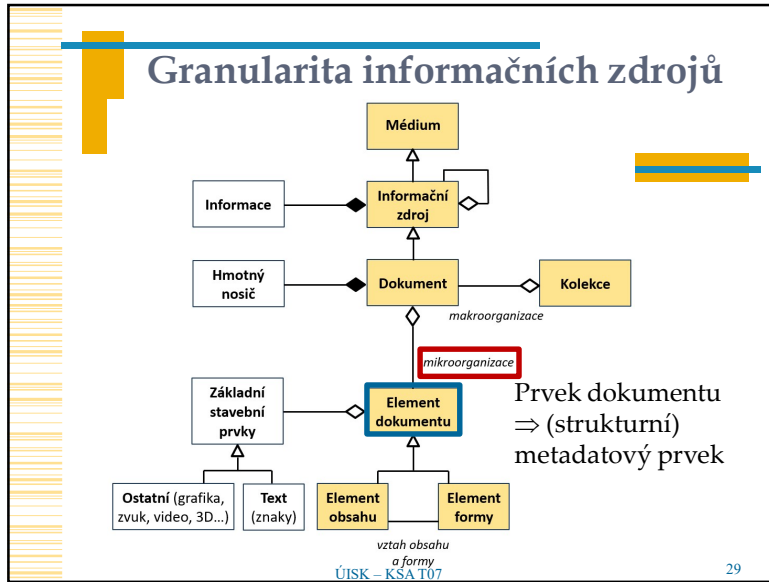 Granularita informačních zdrojů
Médium
Informace
Informační
zdroj
Hmotný
nosič
Dokument
Kolekce
makroorganizace
mikroorganizace
Základní
stavební
prvky
Element
dokumentu
Prvek dokumentu
⇒ (strukturní)
metadatový prvek
Ostatní (grafika,
zvuk, video, 3D...)
Text
(znaky)
Element
obsahu
Element
formy
vztah obsahu
a formy
ÚISK – KSA T07
29